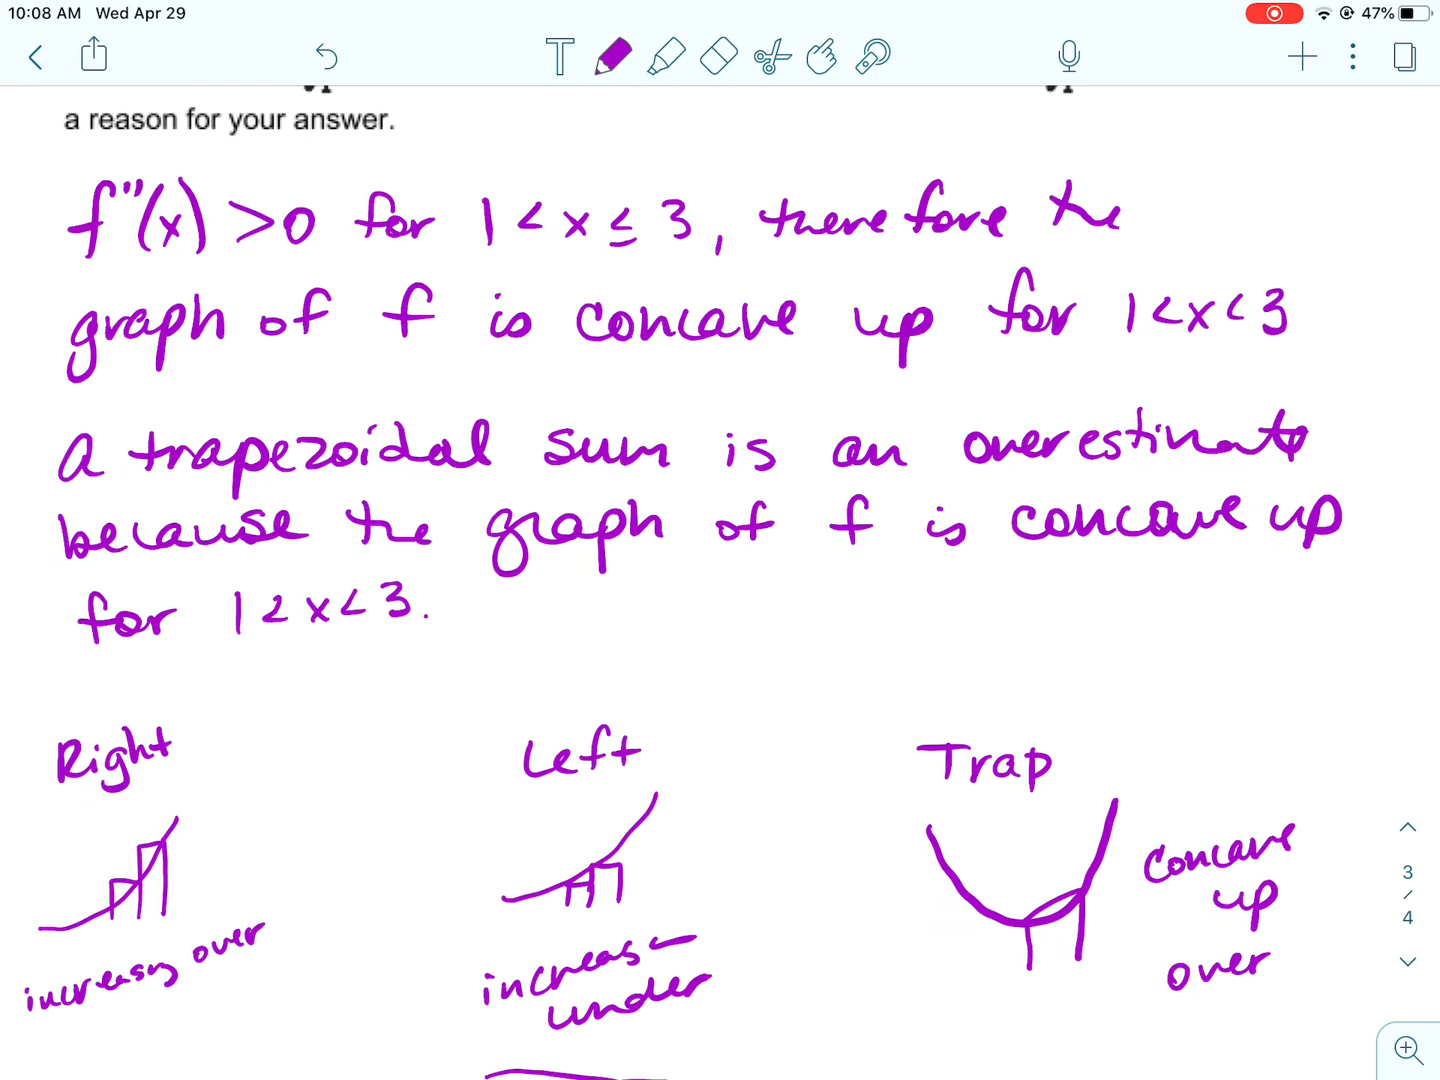 10:08 AM Wed Apr 29
47%
T
a reason for your answer.
f''(x) > 0 for 1 < x ≤ 3, therefore the
graph of f is concave up for 1 < x < 3
a trapezoidal sum is an overestimate
because the graph of f is concave up
for 1 < x < 3.
Right Left Trap
concave
up
over
increasing over
increas
under
3
/
4